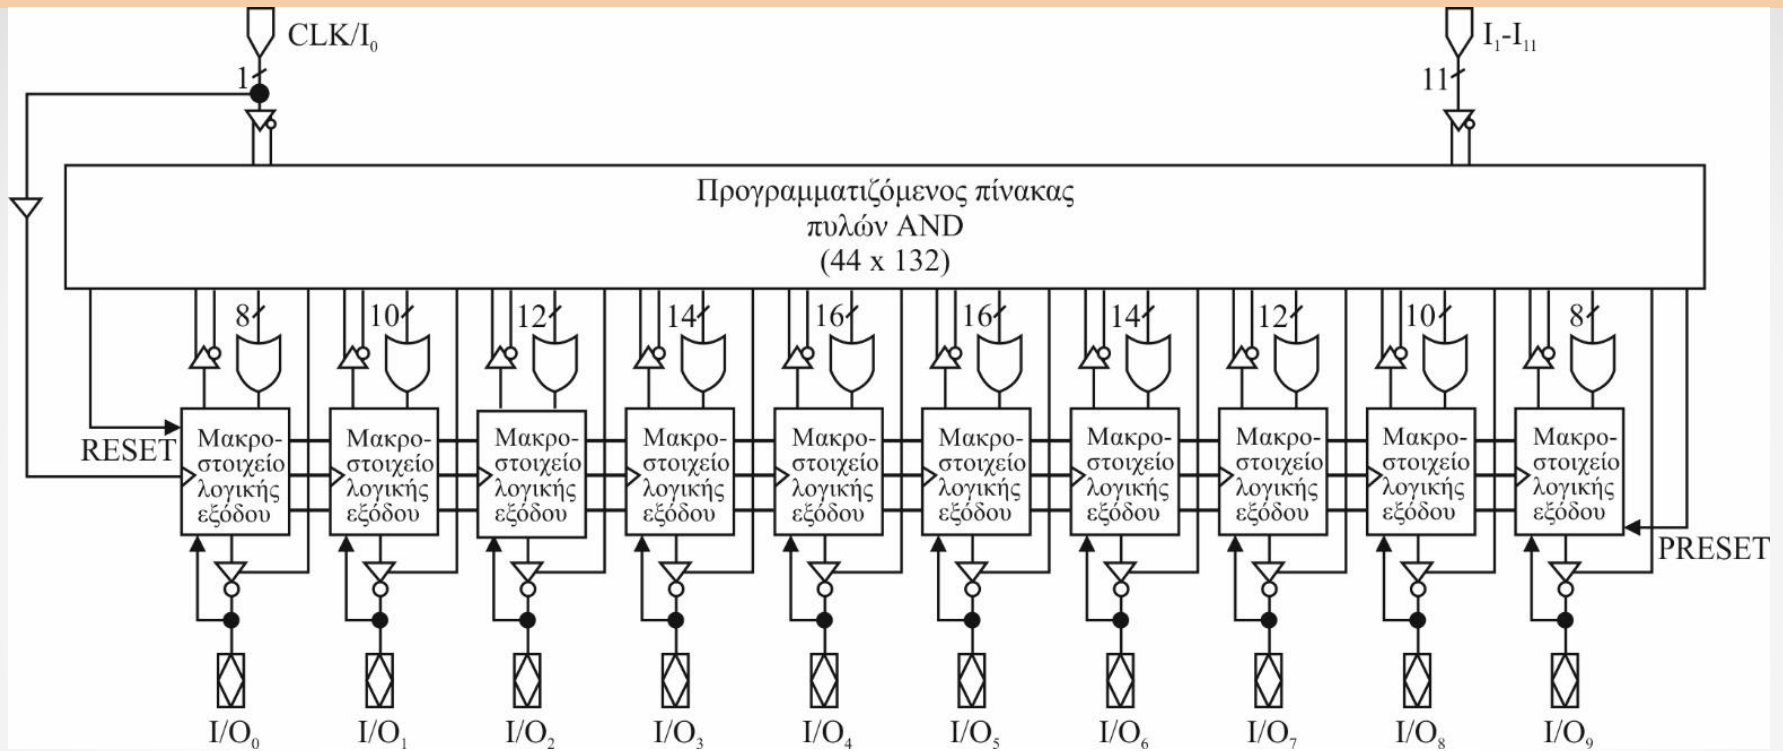 CLK/I₀
I₁-I₁₁
1
11
Προγραμματιζόμενος πίνακας
πυλών AND
(44 x 132)
8
10
12
14
16
16
14
12
10
8
RESET
Μακρο-
στοιχείο
λογικής
εξόδου
Μακρο-
στοιχείο
λογικής
εξόδου
Μακρο-
στοιχείο
λογικής
εξόδου
Μακρο-
στοιχείο
λογικής
εξόδου
Μακρο-
στοιχείο
λογικής
εξόδου
Μακρο-
στοιχείο
λογικής
εξόδου
Μακρο-
στοιχείο
λογικής
εξόδου
Μακρο-
στοιχείο
λογικής
εξόδου
Μακρο-
στοιχείο
λογικής
εξόδου
Μακρο-
στοιχείο
λογικής
εξόδου
PRESET
I/O₀
I/O₁
I/O₂
I/O₃
I/O₄
I/O₅
I/O₆
I/O₇
I/O₈
I/O₉